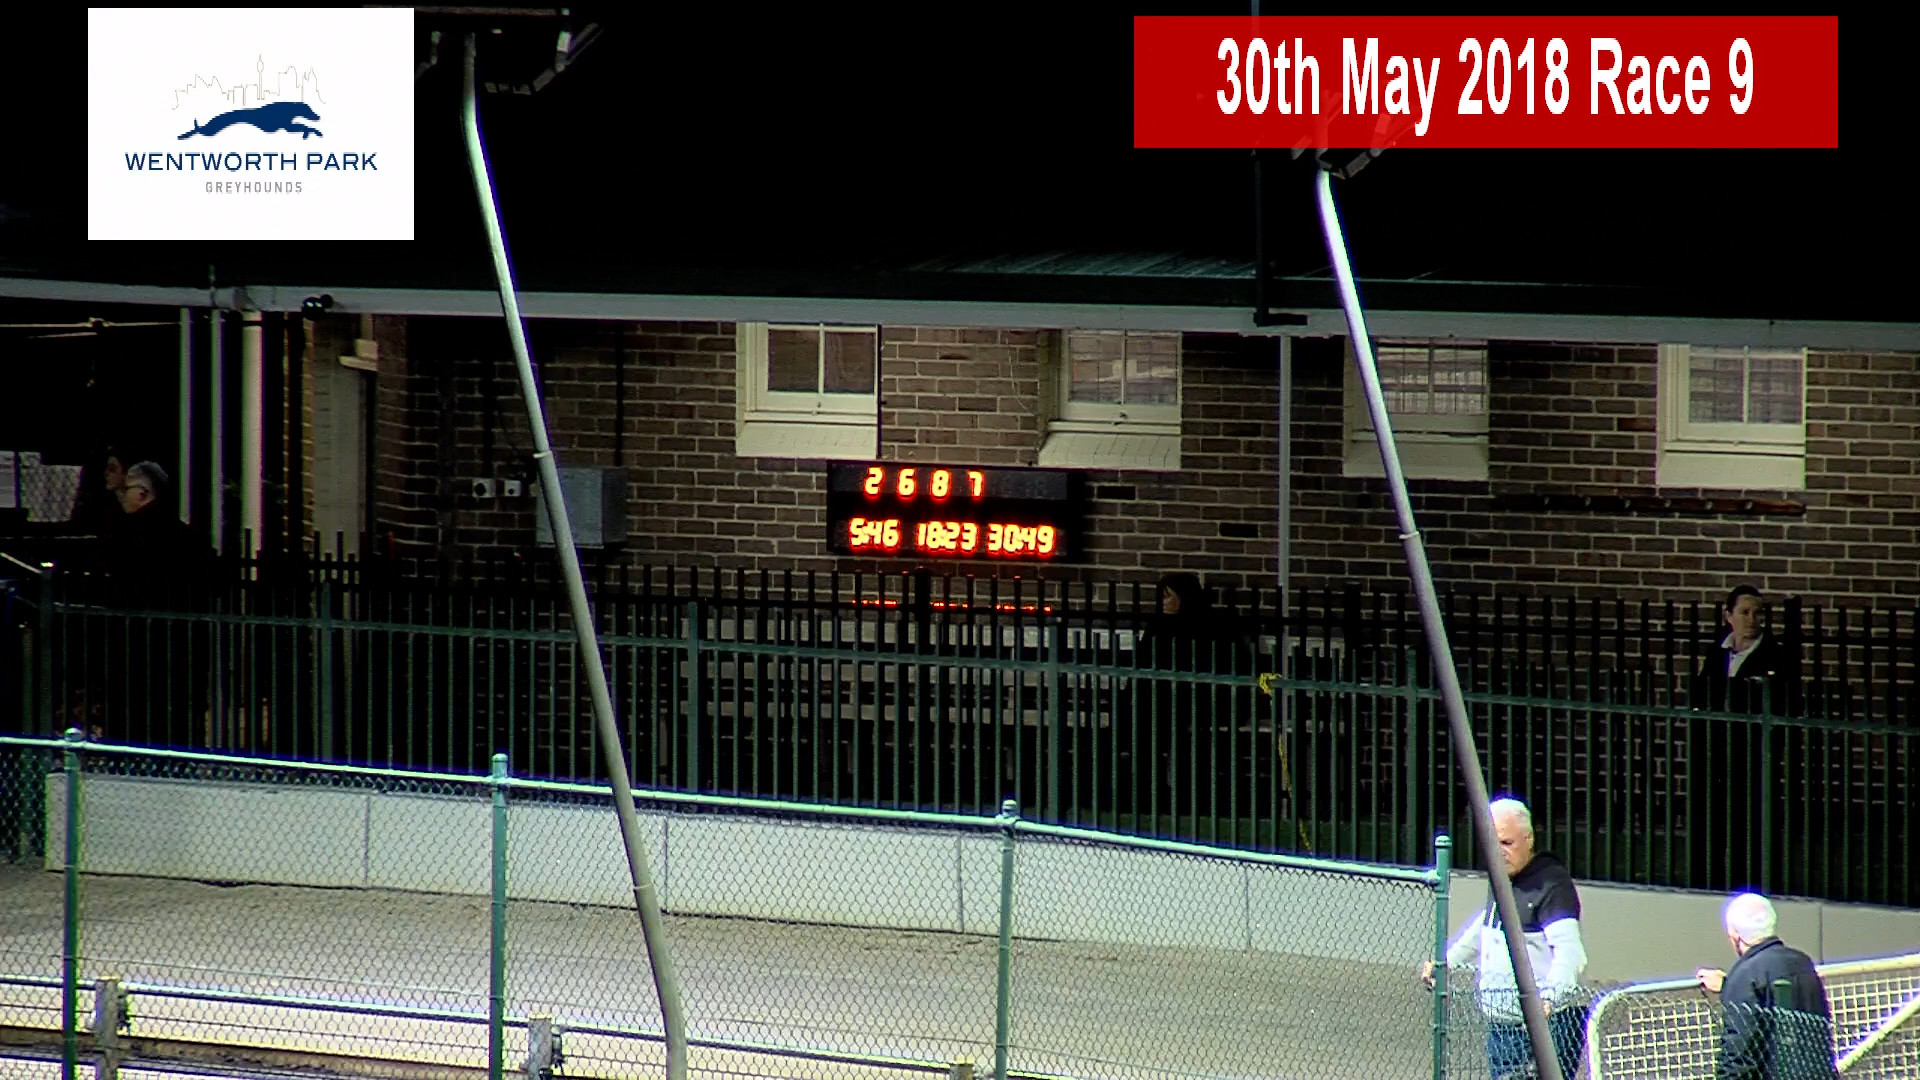 WENTWORTH PARK
GREYHOUNDS
30th May 2018 Race 9
2 6 8 7
5:46 18:23 30:49